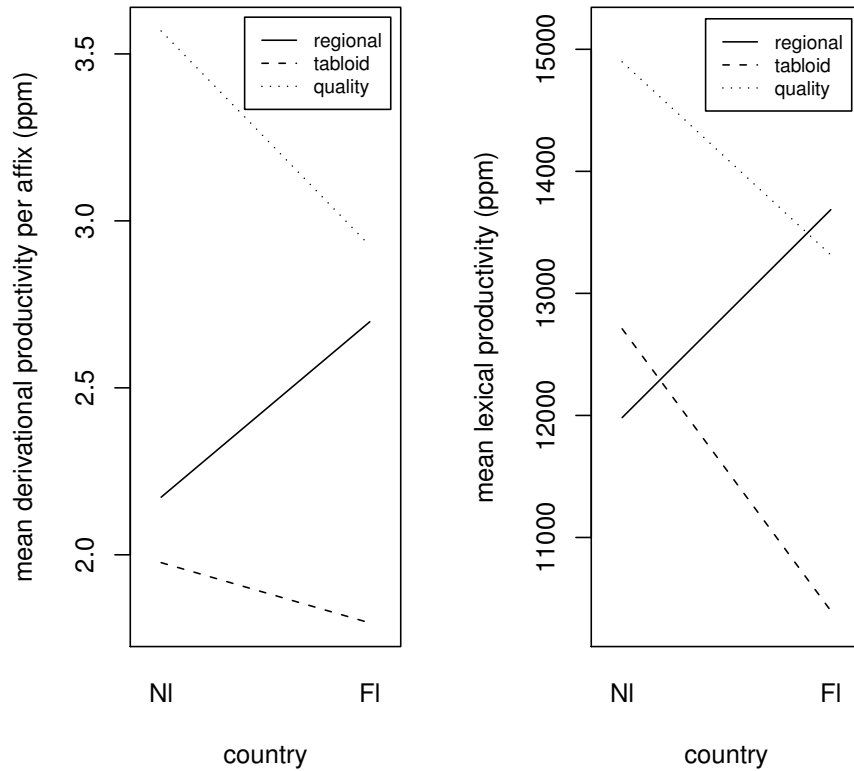 mean derivational productivity per affix (ppm)
3.5
3.0
2.5
2.0
regional
tabloid
quality
Nl
Fl
country
mean lexical productivity (ppm)
15000
14000
13000
12000
11000
regional
tabloid
quality
Nl
Fl
country